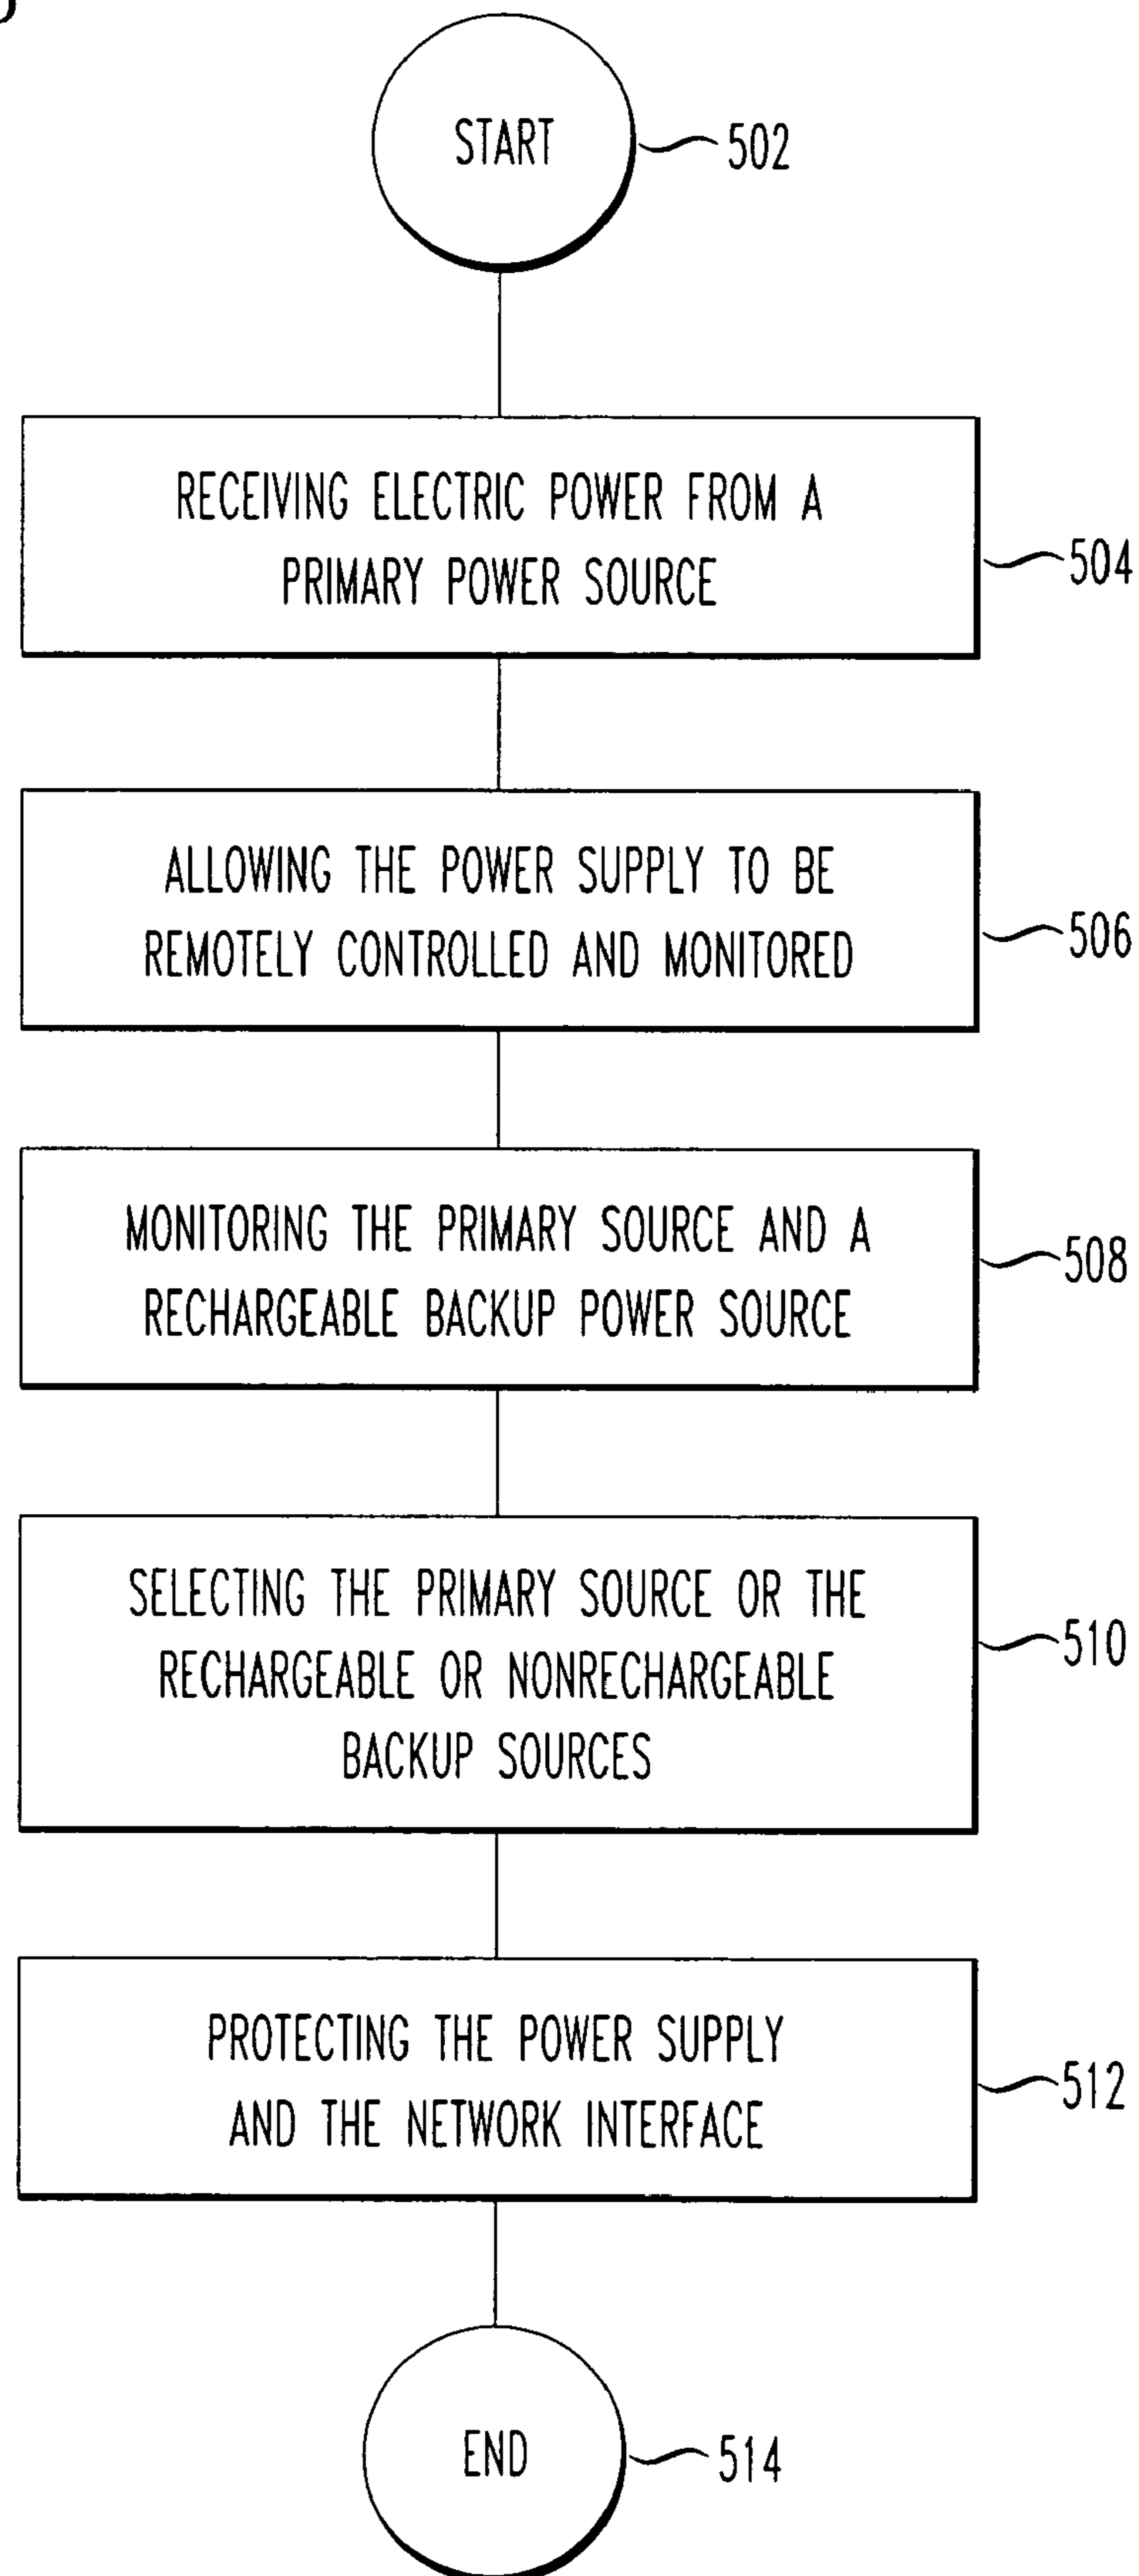 START
502
RECEIVING ELECTRIC POWER FROM A
PRIMARY POWER SOURCE
504
ALLOWING THE POWER SUPPLY TO BE
REMOTELY CONTROLLED AND MONITORED
506
MONITORING THE PRIMARY SOURCE AND A
RECHARGEABLE BACKUP POWER SOURCE
508
SELECTING THE PRIMARY SOURCE OR THE
RECHARGEABLE OR NONRECHARGEABLE
BACKUP SOURCES
510
PROTECTING THE POWER SUPPLY
AND THE NETWORK INTERFACE
512
END
514